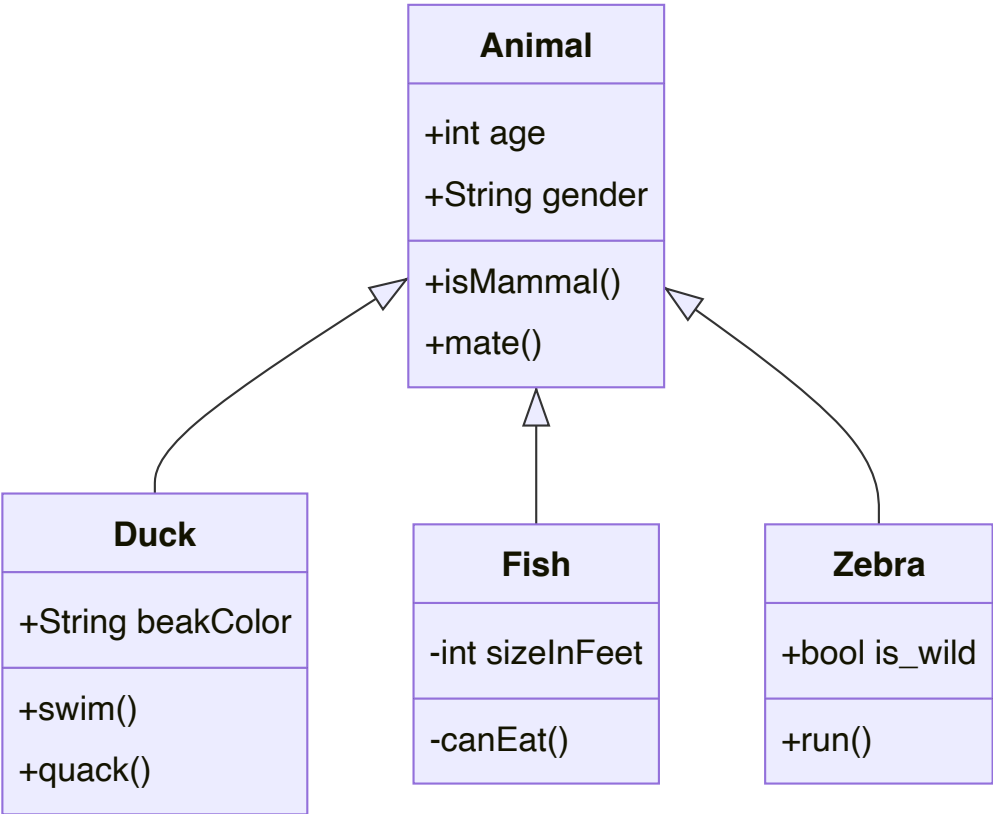 Animal
+int age
+String gender
+isMammal()
+mate()
Duck
+String beakColor
+swim()
+quack()
Fish
-int sizeInFeet
-canEat()
Zebra
+bool is_wild
+run()